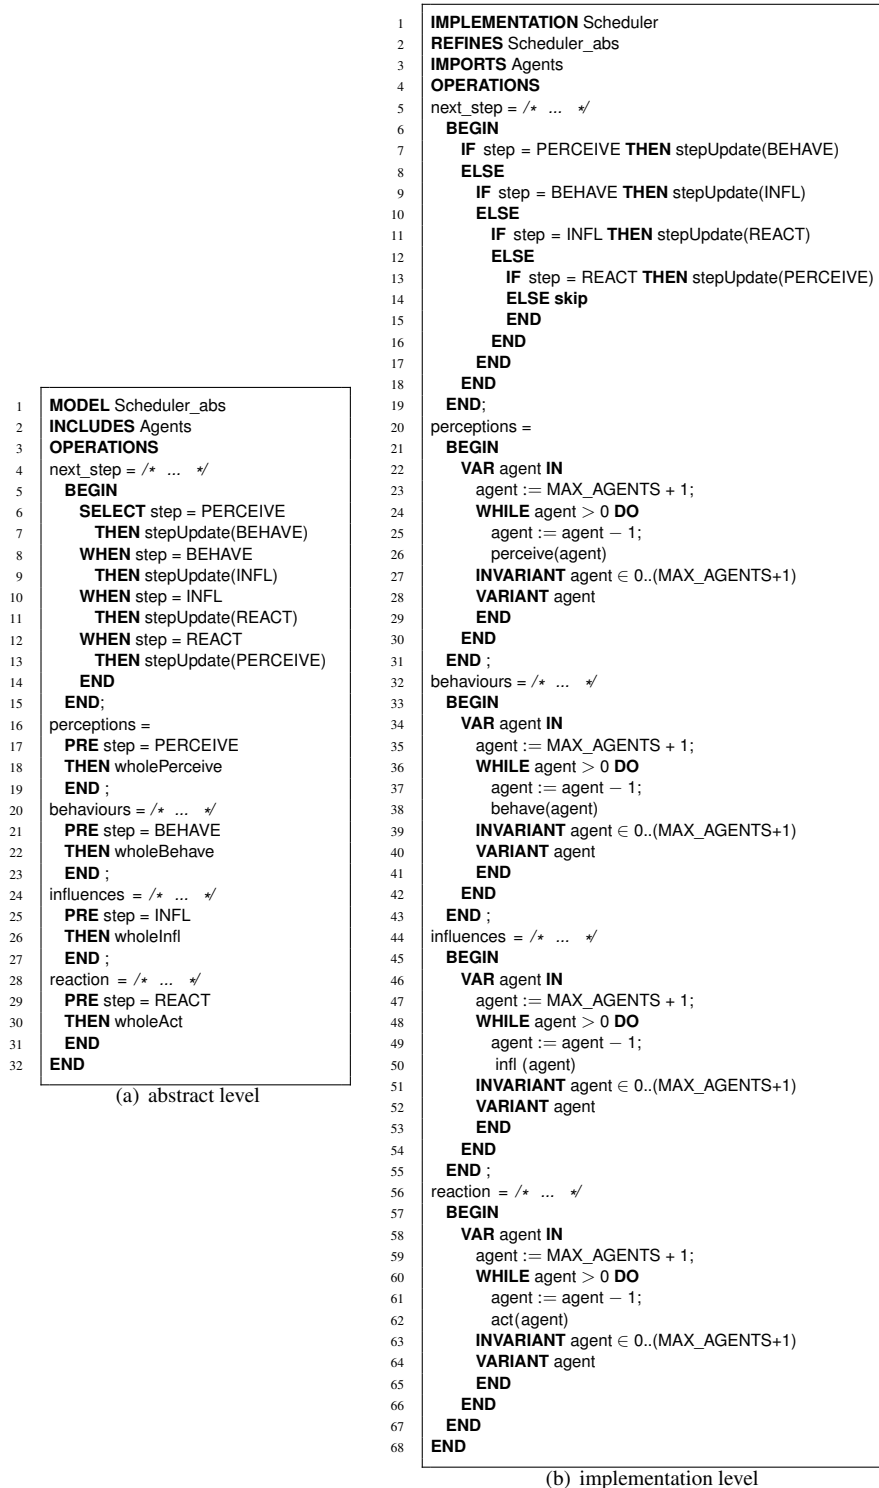 1 MODEL Scheduler_abs
2 INCLUDES Agents
3 OPERATIONS
4 next_step = /* ... */
5 BEGIN
6 SELECT step = PERCEIVE
7 THEN stepUpdate(BEHAVE)
8 WHEN step = BEHAVE
9 THEN stepUpdate(INFL)
10 WHEN step = INFL
11 THEN stepUpdate(REACT)
12 WHEN step = REACT
13 THEN stepUpdate(PERCEIVE)
14 END
15 END;
16 perceptions =
17 PRE step = PERCEIVE
18 THEN wholePerceive
19 END ;
20 behaviours = /* ... */
21 PRE step = BEHAVE
22 THEN wholeBehave
23 END ;
24 influences = /* ... */
25 PRE step = INFL
26 THEN wholeInfl
27 END ;
28 reaction = /* ... */
29 PRE step = REACT
30 THEN wholeAct
31 END
32 END
(a) abstract level
1 IMPLEMENTATION Scheduler
2 REFINES Scheduler_abs
3 IMPORTS Agents
4 OPERATIONS
5 next_step = /* ... */
6 BEGIN
7 IF step = PERCEIVE THEN stepUpdate(BEHAVE)
8 ELSE
9 IF step = BEHAVE THEN stepUpdate(INFL)
10 ELSE
11 IF step = INFL THEN stepUpdate(REACT)
12 ELSE
13 IF step = REACT THEN stepUpdate(PERCEIVE)
14 ELSE skip
15 END
16 END
17 END
18 END
19 END;
20 perceptions =
21 BEGIN
22 VAR agent IN
23 agent := MAX_AGENTS + 1;
24 WHILE agent > 0 DO
25 agent := agent − 1;
26 perceive(agent)
27 INVARIANT agent ∈ 0..(MAX_AGENTS+1)
28 VARIANT agent
29 END
30 END
31 END ;
32 behaviours = /* ... */
33 BEGIN
34 VAR agent IN
35 agent := MAX_AGENTS + 1;
36 WHILE agent > 0 DO
37 agent := agent − 1;
38 behave(agent)
39 INVARIANT agent ∈ 0..(MAX_AGENTS+1)
40 VARIANT agent
41 END
42 END
43 END ;
44 influences = /* ... */
45 BEGIN
46 VAR agent IN
47 agent := MAX_AGENTS + 1;
48 WHILE agent > 0 DO
49 agent := agent − 1;
50 infl (agent)
51 INVARIANT agent ∈ 0..(MAX_AGENTS+1)
52 VARIANT agent
53 END
54 END
55 END ;
56 reaction = /* ... */
57 BEGIN
58 VAR agent IN
59 agent := MAX_AGENTS + 1;
60 WHILE agent > 0 DO
61 agent := agent − 1;
62 act(agent)
63 INVARIANT agent ∈ 0..(MAX_AGENTS+1)
64 VARIANT agent
65 END
66 END
67 END
68 END
(b) implementation level